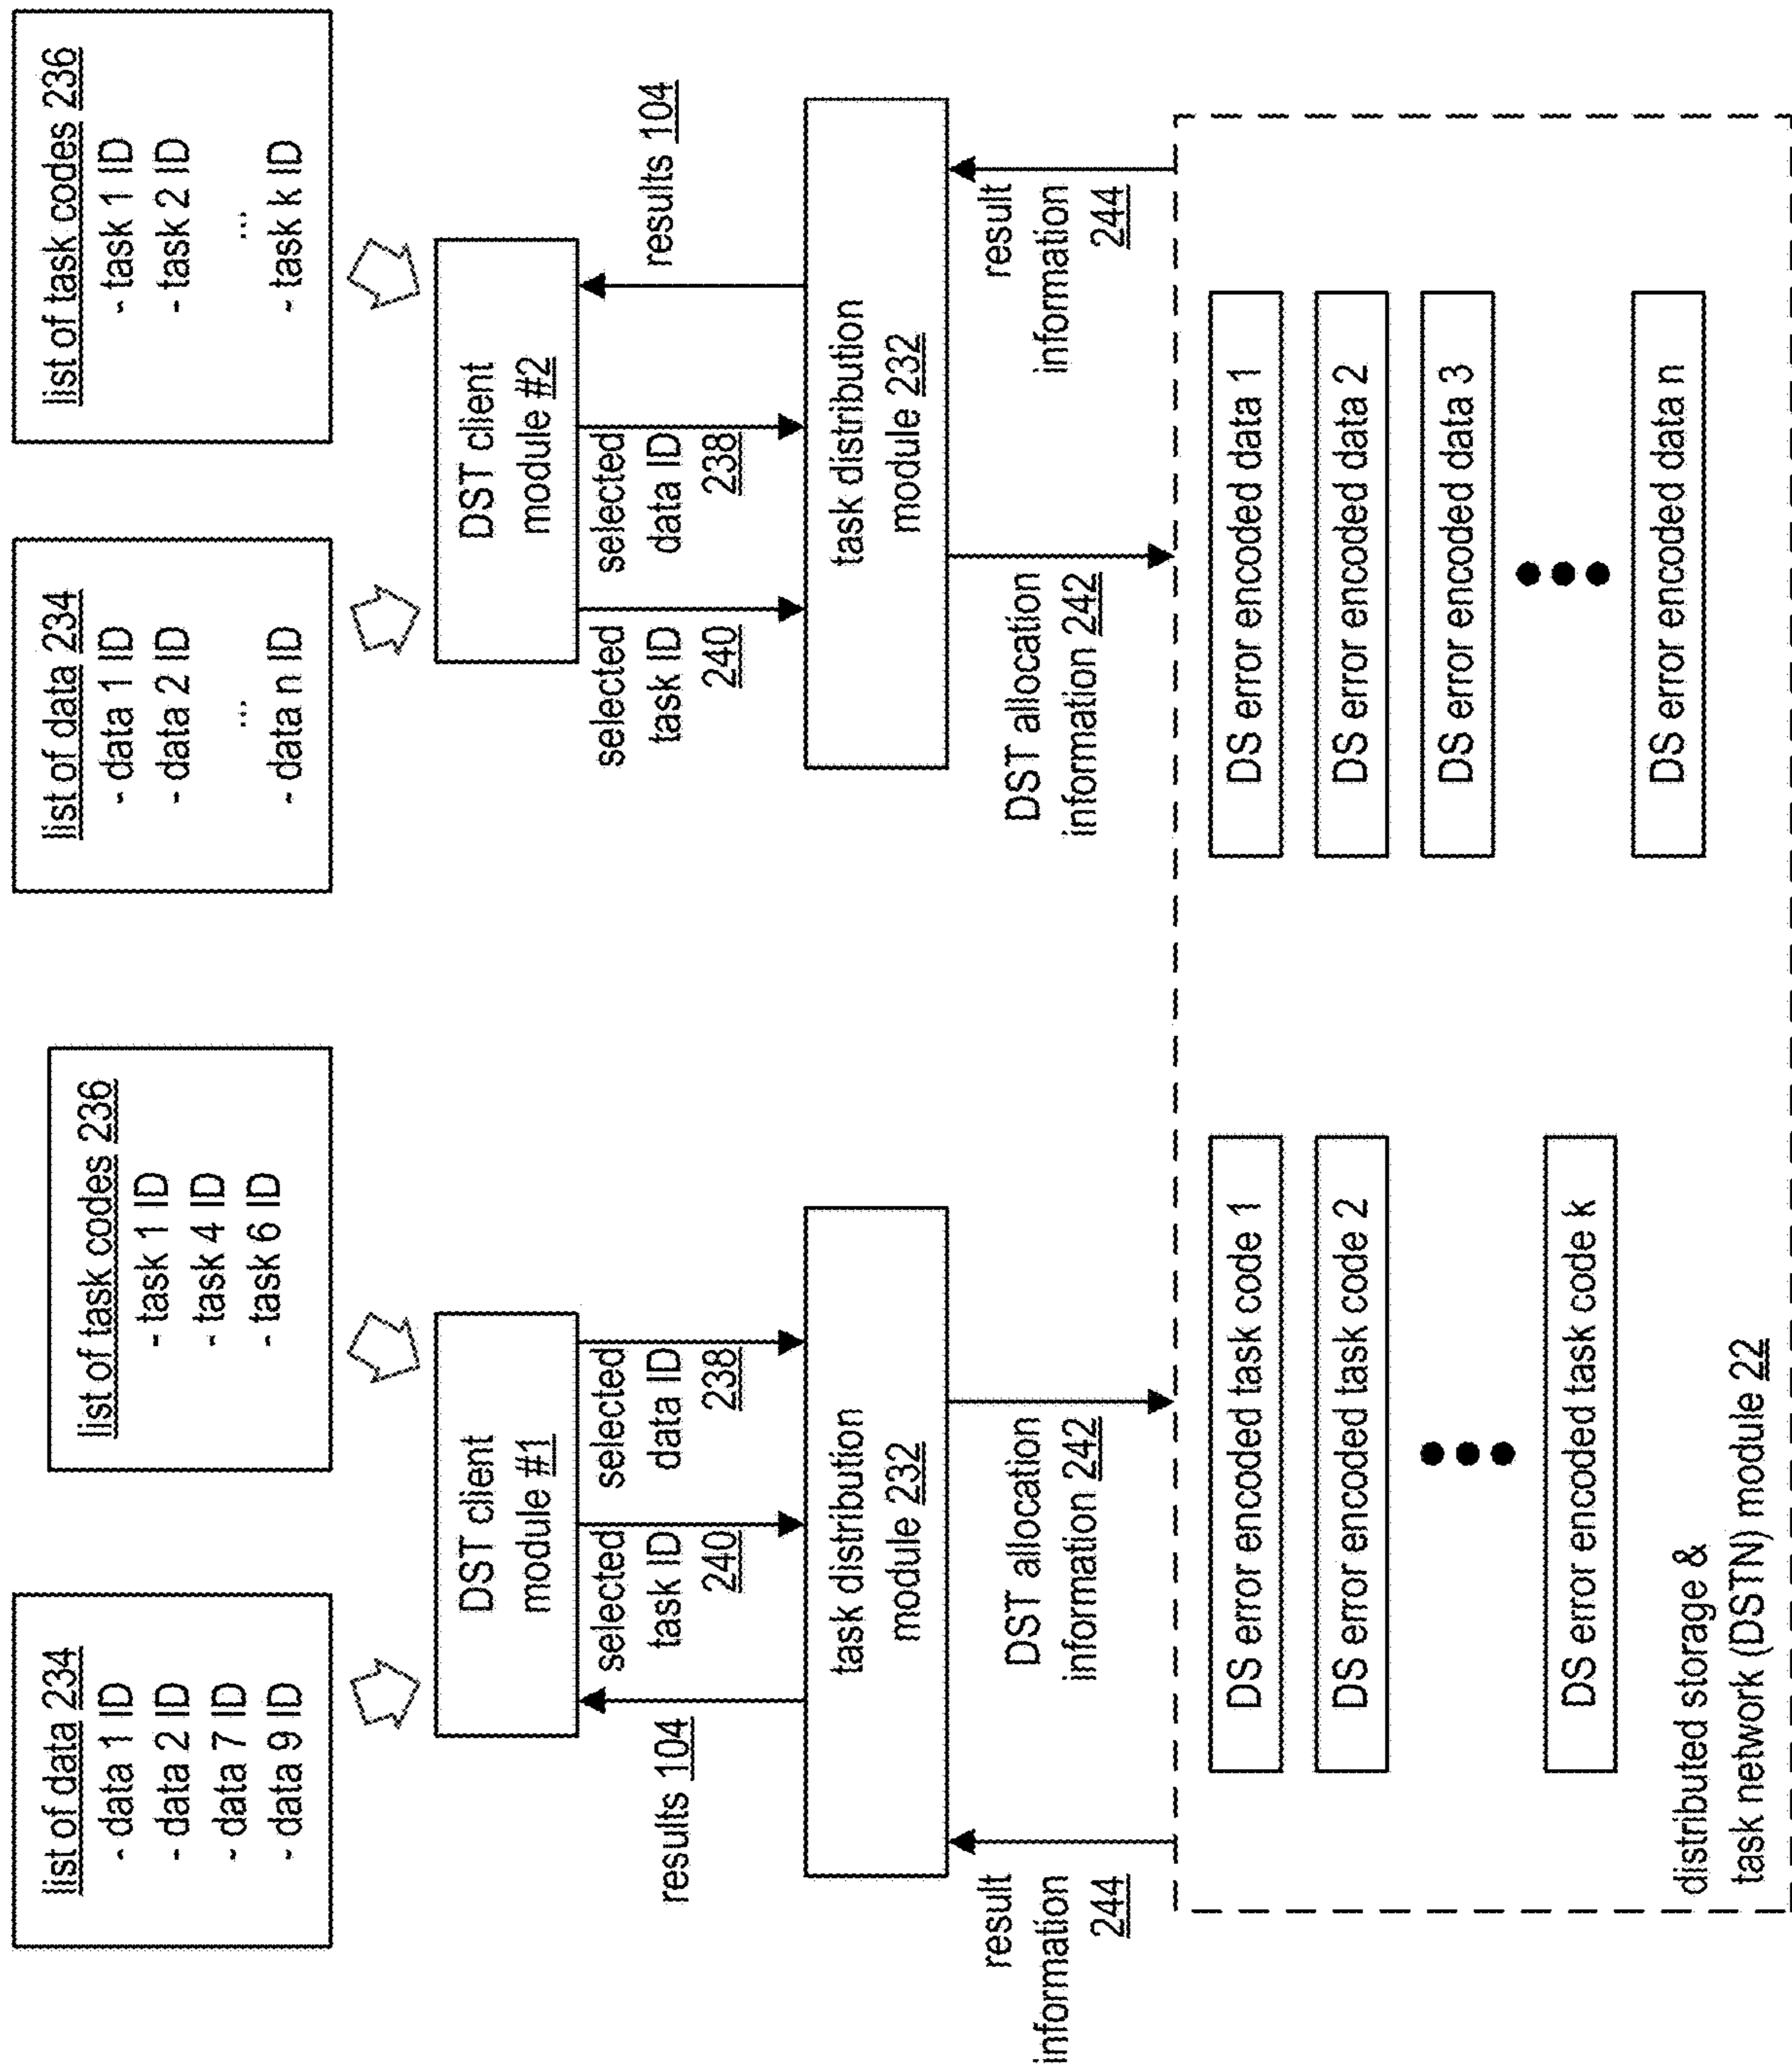 list of data 234
- data 1 ID
- data 2 ID
- data 7 ID
- data 9 ID
list of task codes 236
- task 1 ID
- task 4 ID
- task 6 ID
list of data 234
- data 1 ID
- data 2 ID
...
- data n ID
list of task codes 236
- task 1 ID
- task 2 ID
...
- task k ID
DST client
module #1
DST client
module #2
results 104
selected
task ID
240
selected
data ID
238
selected
task ID
240
selected
data ID
238
results 104
task distribution
module 232
task distribution
module 232
result
information
244
DST allocation
information 242
DST allocation
information 242
result
information
244
DS error encoded task code 1
DS error encoded task code 2
DS error encoded task code k
DS error encoded data 1
DS error encoded data 2
DS error encoded data 3
DS error encoded data n
distributed storage &
task network (DSTN) module 22